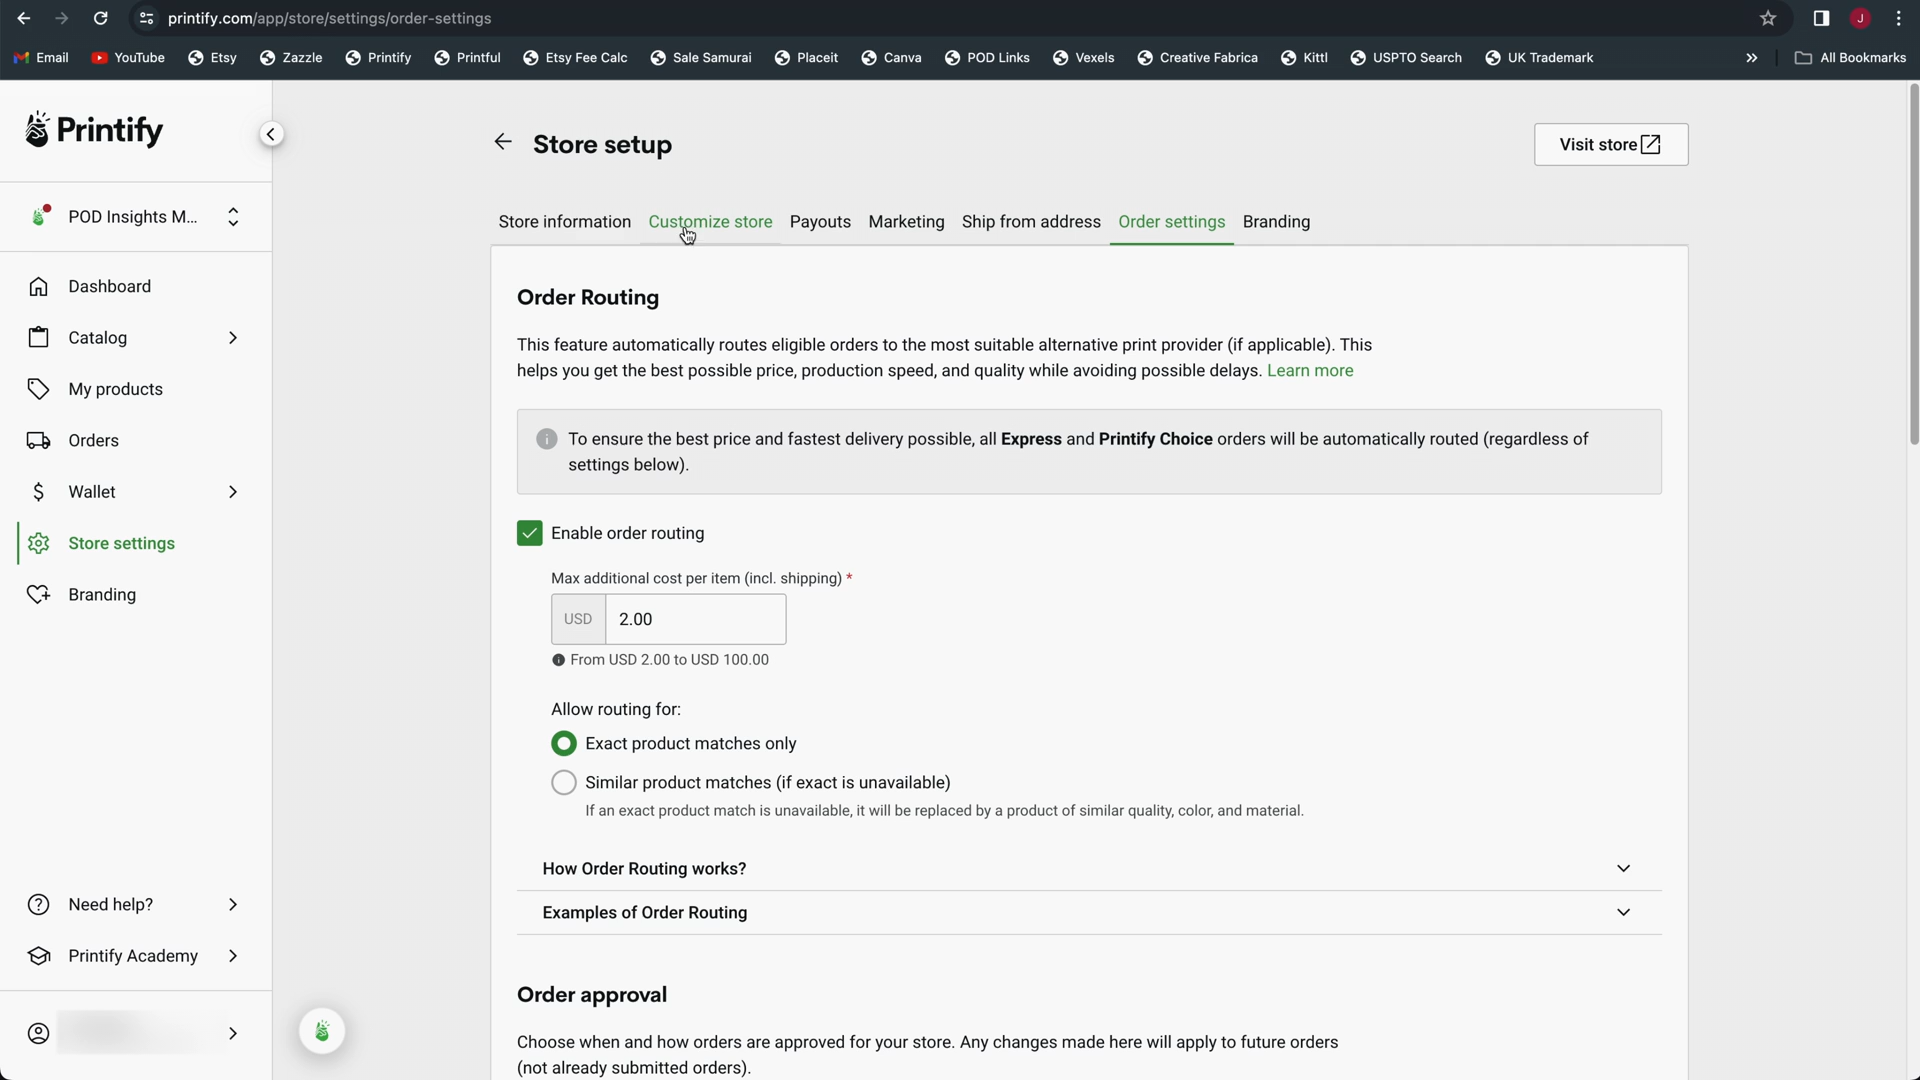 printify.com/app/store/settings/order-settings
J
Email YouTube Etsy Zazzle Printify Printful Etsy Fee Calc Sale Samurai Placeit Canva POD Links Vexels Creative Fabrica Kittl USPTO Search UK Trademark » All Bookmarks
Printify
Store setup
Visit store
POD Insights M...
Store information Customize store Payouts Marketing Ship from address Order settings Branding
Dashboard
Catalog
My products
Orders
Wallet
Store settings
Branding
Need help?
Printify Academy
Order Routing
This feature automatically routes eligible orders to the most suitable alternative print provider (if applicable). This
helps you get the best possible price, production speed, and quality while avoiding possible delays. Learn more
To ensure the best price and fastest delivery possible, all Express and Printify Choice orders will be automatically routed (regardless of
settings below).
Enable order routing
Max additional cost per item (incl. shipping) *
USD 2.00
From USD 2.00 to USD 100.00
Allow routing for:
Exact product matches only
Similar product matches (if exact is unavailable)
If an exact product match is unavailable, it will be replaced by a product of similar quality, color, and material.
How Order Routing works?
Examples of Order Routing
Order approval
Choose when and how orders are approved for your store. Any changes made here will apply to future orders
(not already submitted orders).